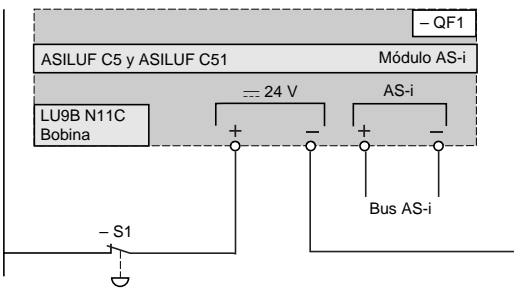 – QF1
ASILUF C5 y ASILUF C51 Módulo AS-i
24 V AS-i
LU9B N11C
Bobina
+ – + –
Bus AS-i
– S1